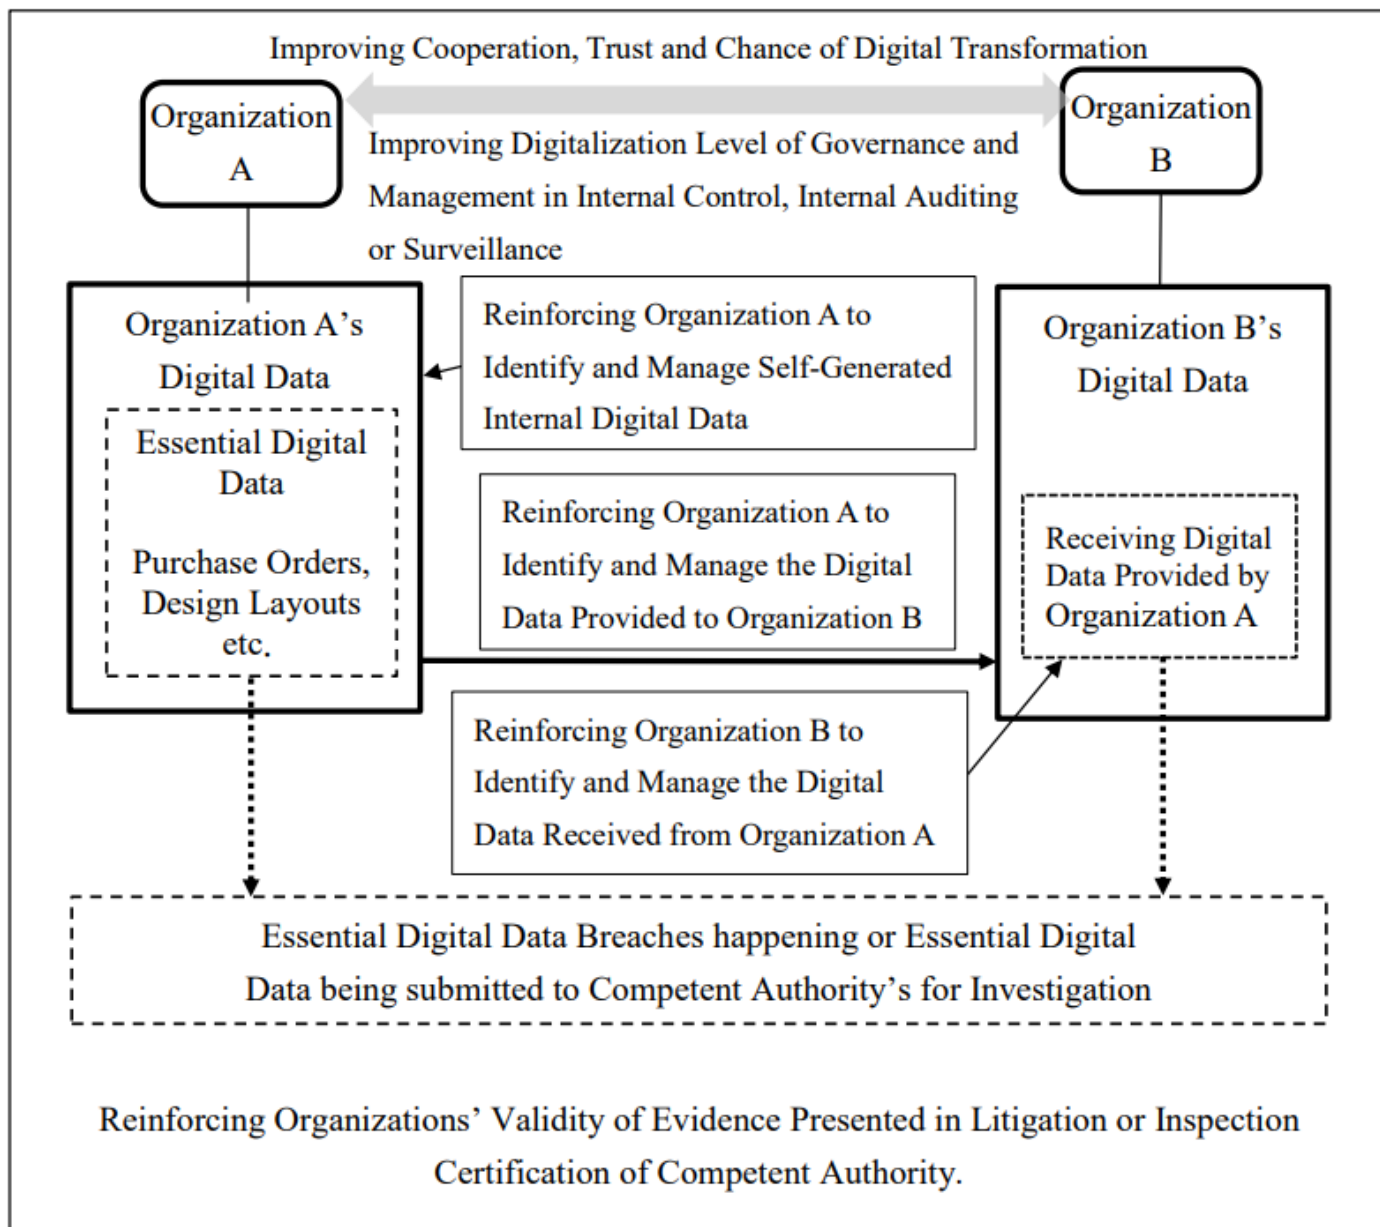 Improving Cooperation, Trust and Chance of Digital Transformation
Organization
A
Organization
B
Improving Digitalization Level of Governance and
Management in Internal Control, Internal Auditing
or Surveillance
Organization A’s
Digital Data
Essential Digital
Data
Purchase Orders,
Design Layouts
etc.
Reinforcing Organization A to
Identify and Manage Self-Generated
Internal Digital Data
Reinforcing Organization A to
Identify and Manage the Digital
Data Provided to Organization B
Reinforcing Organization B to
Identify and Manage the Digital
Data Received from Organization A
Organization B’s
Digital Data
Receiving Digital
Data Provided by
Organization A
Essential Digital Data Breaches happening or Essential Digital
Data being submitted to Competent Authority’s for Investigation
Reinforcing Organizations’ Validity of Evidence Presented in Litigation or Inspection
Certification of Competent Authority.